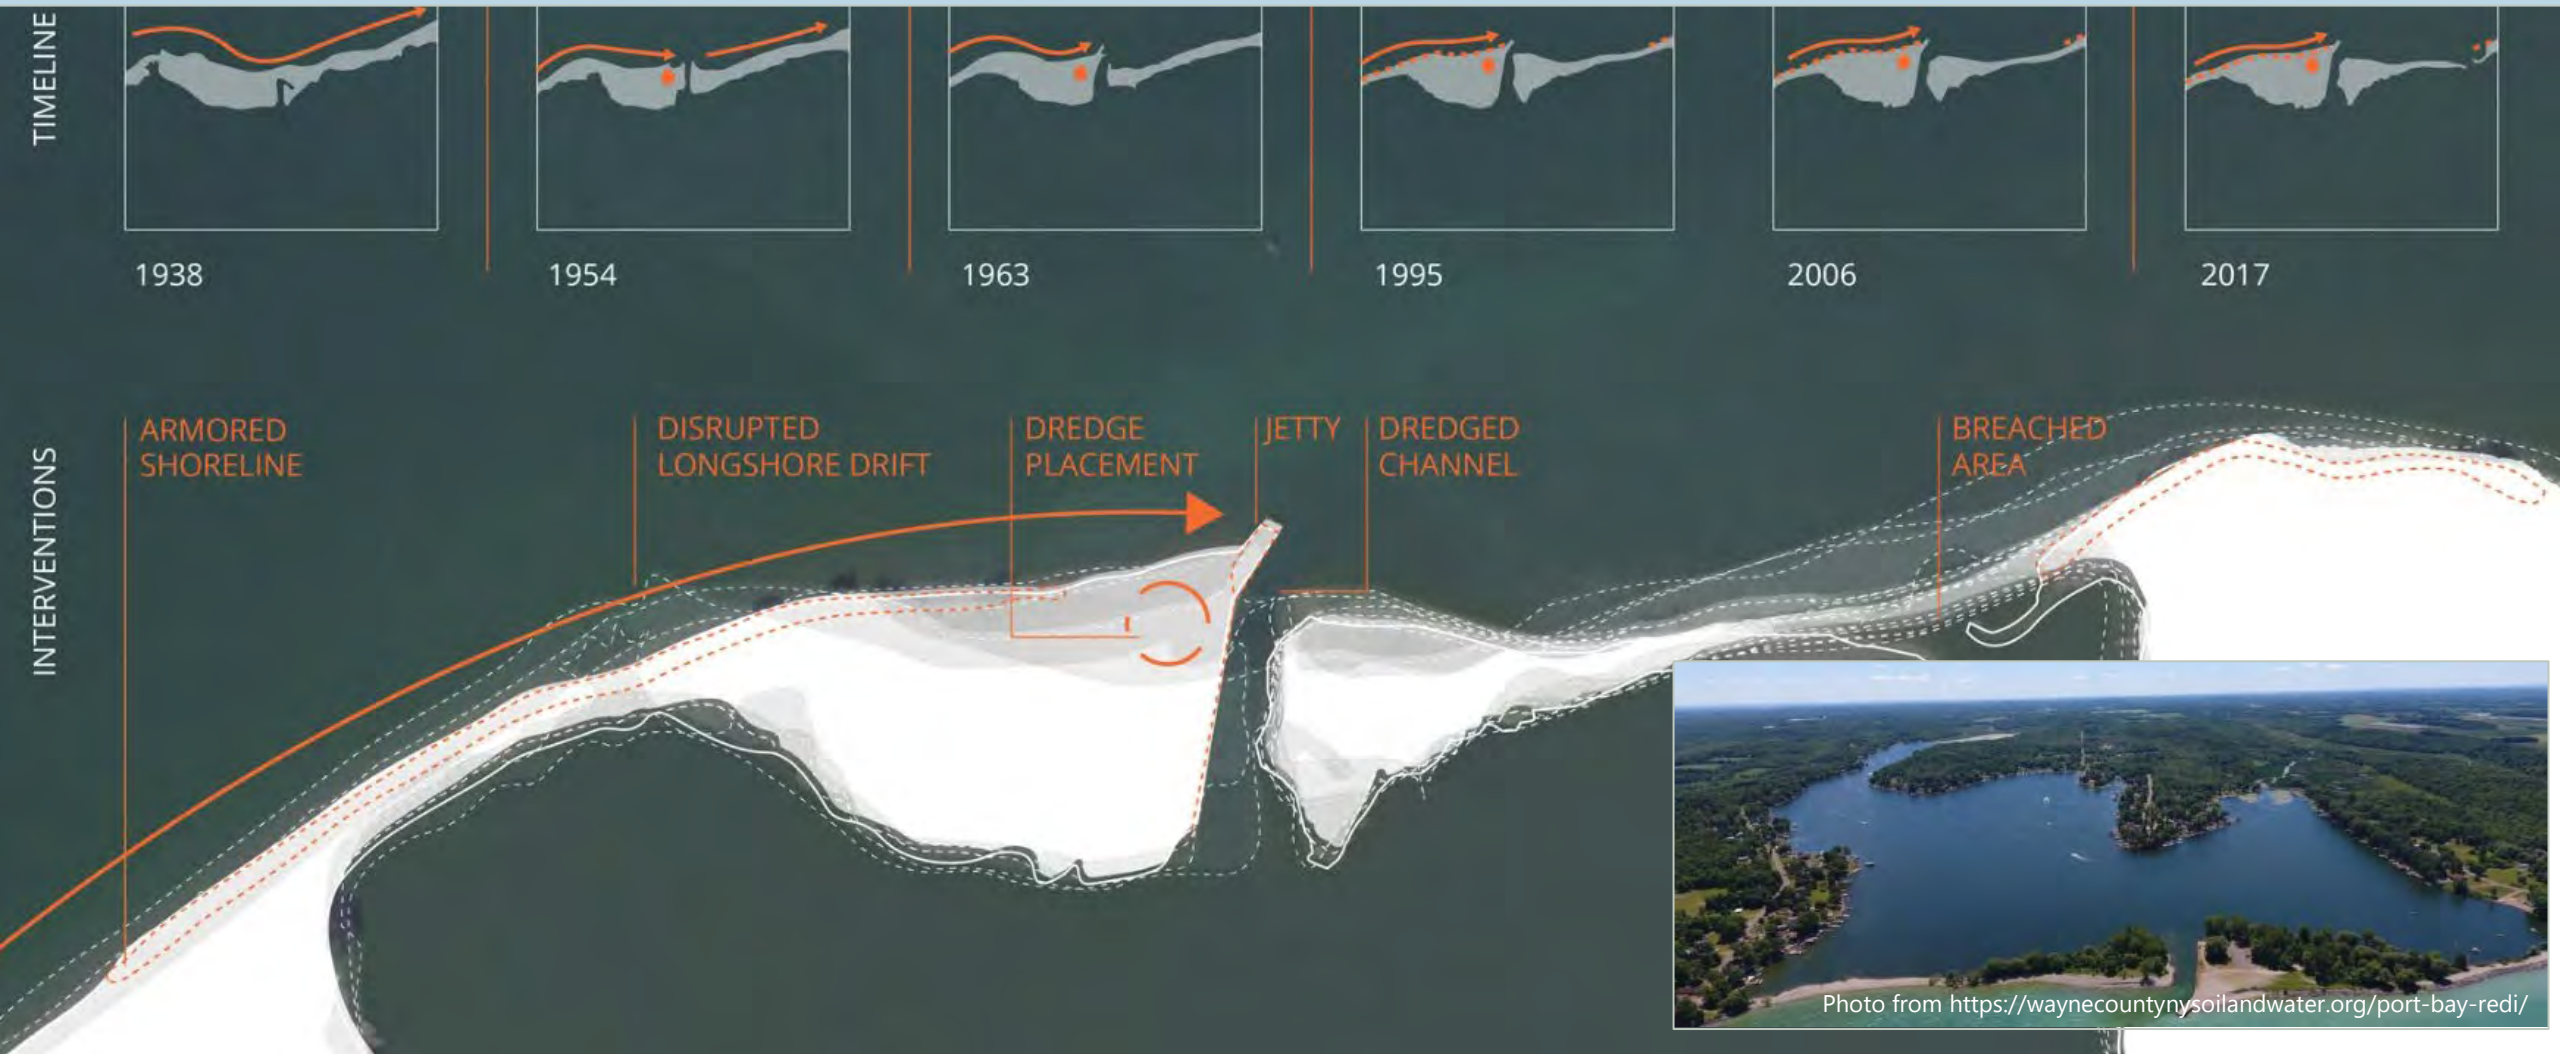 TIMELINE
1938
1954
1963
1995
2006
2017
INTERVENTIONS
ARMORED
SHORELINE
DISRUPTED
LONGSHORE DRIFT
DREDGE
PLACEMENT
JETTY
DREDGED
CHANNEL
BREACHED
AREA
Photo from https://waynecountynysoilandwater.org/port-bay-redi/